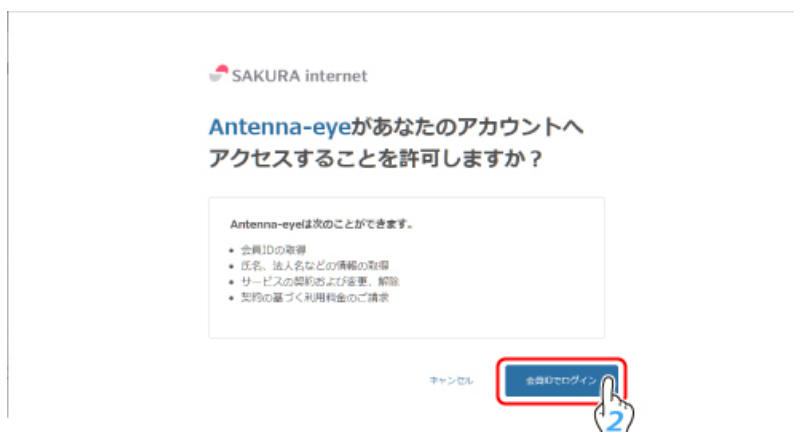 SAKURA internet
Antenna-eyeがあなたのアカウントへ
アクセスすることを許可しますか？
Antenna-eyeは次のことができます。
会員IDの取得
氏名、法人名などの情報の取得
サービスの契約および変更、解除
契約の基づく利用料金のご請求
キャンセル
会員IDでログイン
2